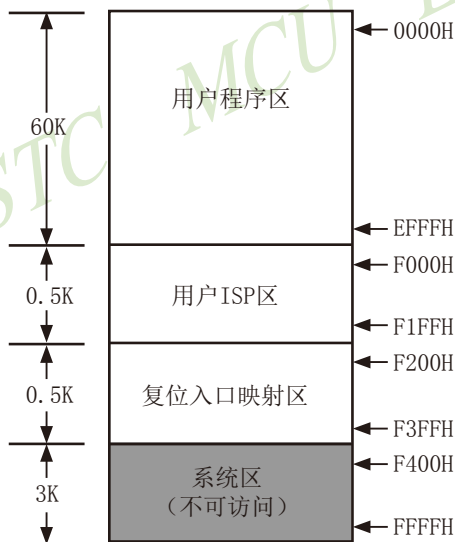 STC MCU
0000H
用户程序区
60K
EFFFH
F000H
用户ISP区
0.5K
F1FFH
F200H
复位入口映射区
0.5K
F3FFH
F400H
系统区
(不可访问)
3K
FFFFH